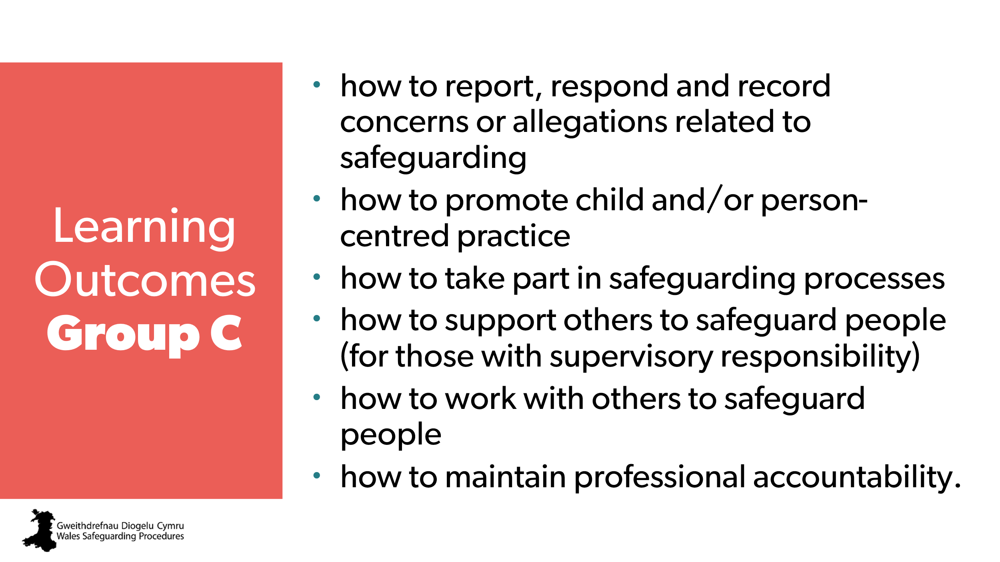 Learning
Outcomes
Group C
• how to report, respond and record
concerns or allegations related to
safeguarding
• how to promote child and/or person-
centred practice
• how to take part in safeguarding processes
• how to support others to safeguard people
(for those with supervisory responsibility)
• how to work with others to safeguard
people
• how to maintain professional accountability.
Gweithdrefnau Diogelu Cymru
Wales Safeguarding Procedures